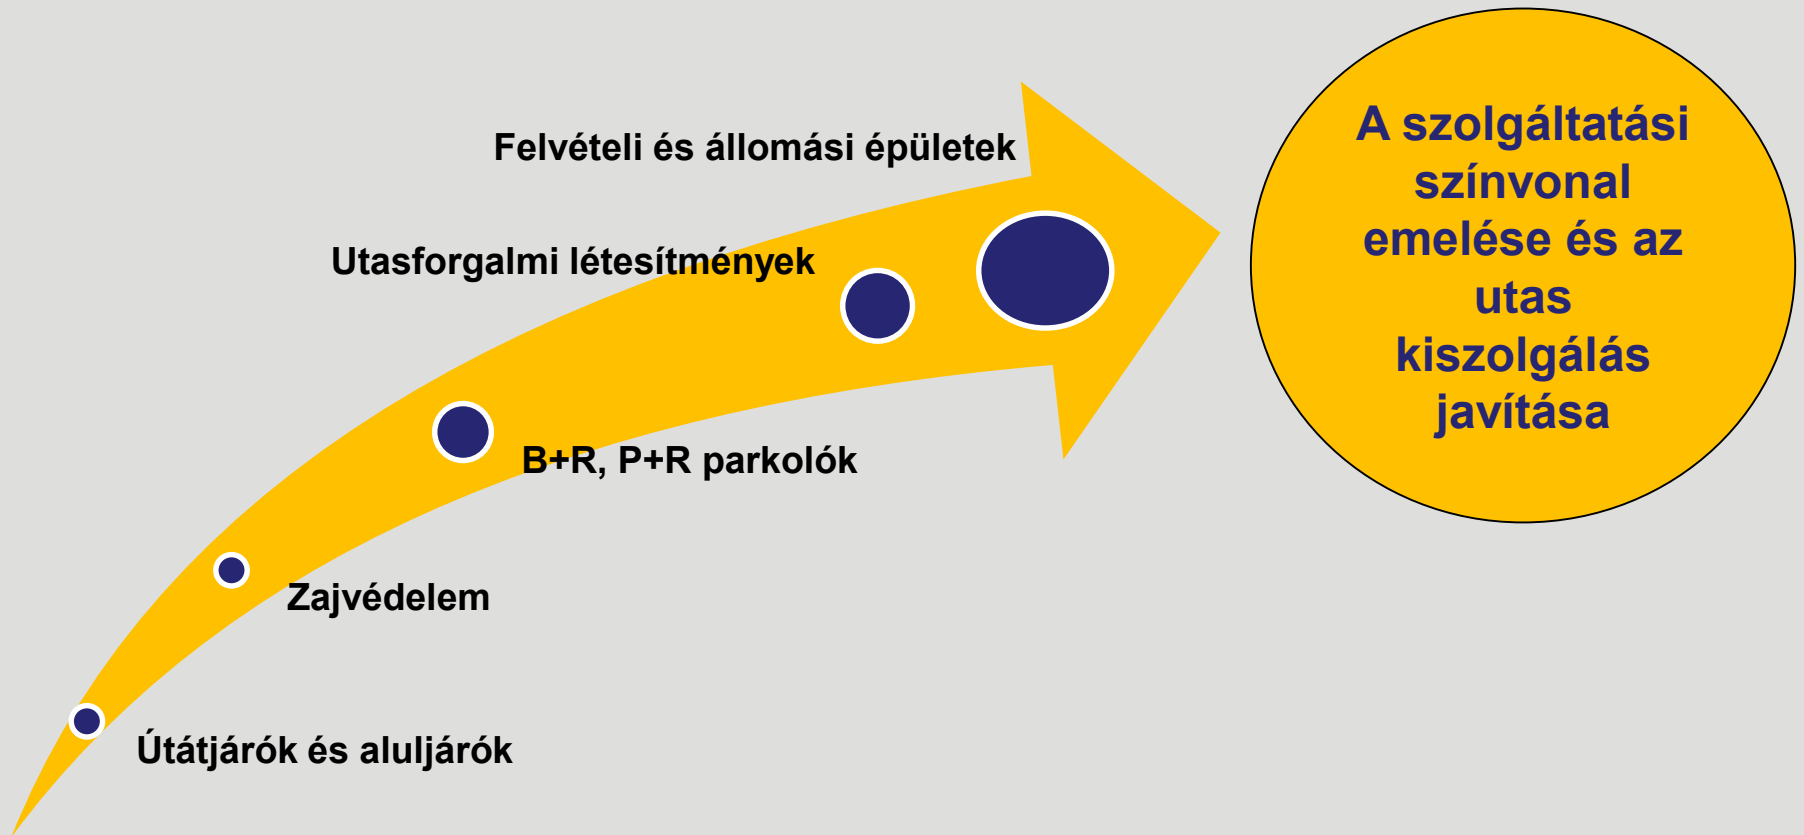 Felvételi és állomási épületek
Utasforgalmi létesítmények
B+R, P+R parkolók
Zajvédelem
Útátjárók és aluljárók
A szolgáltatási
színvonal
emelése és az
utas
kiszolgálás
javítása